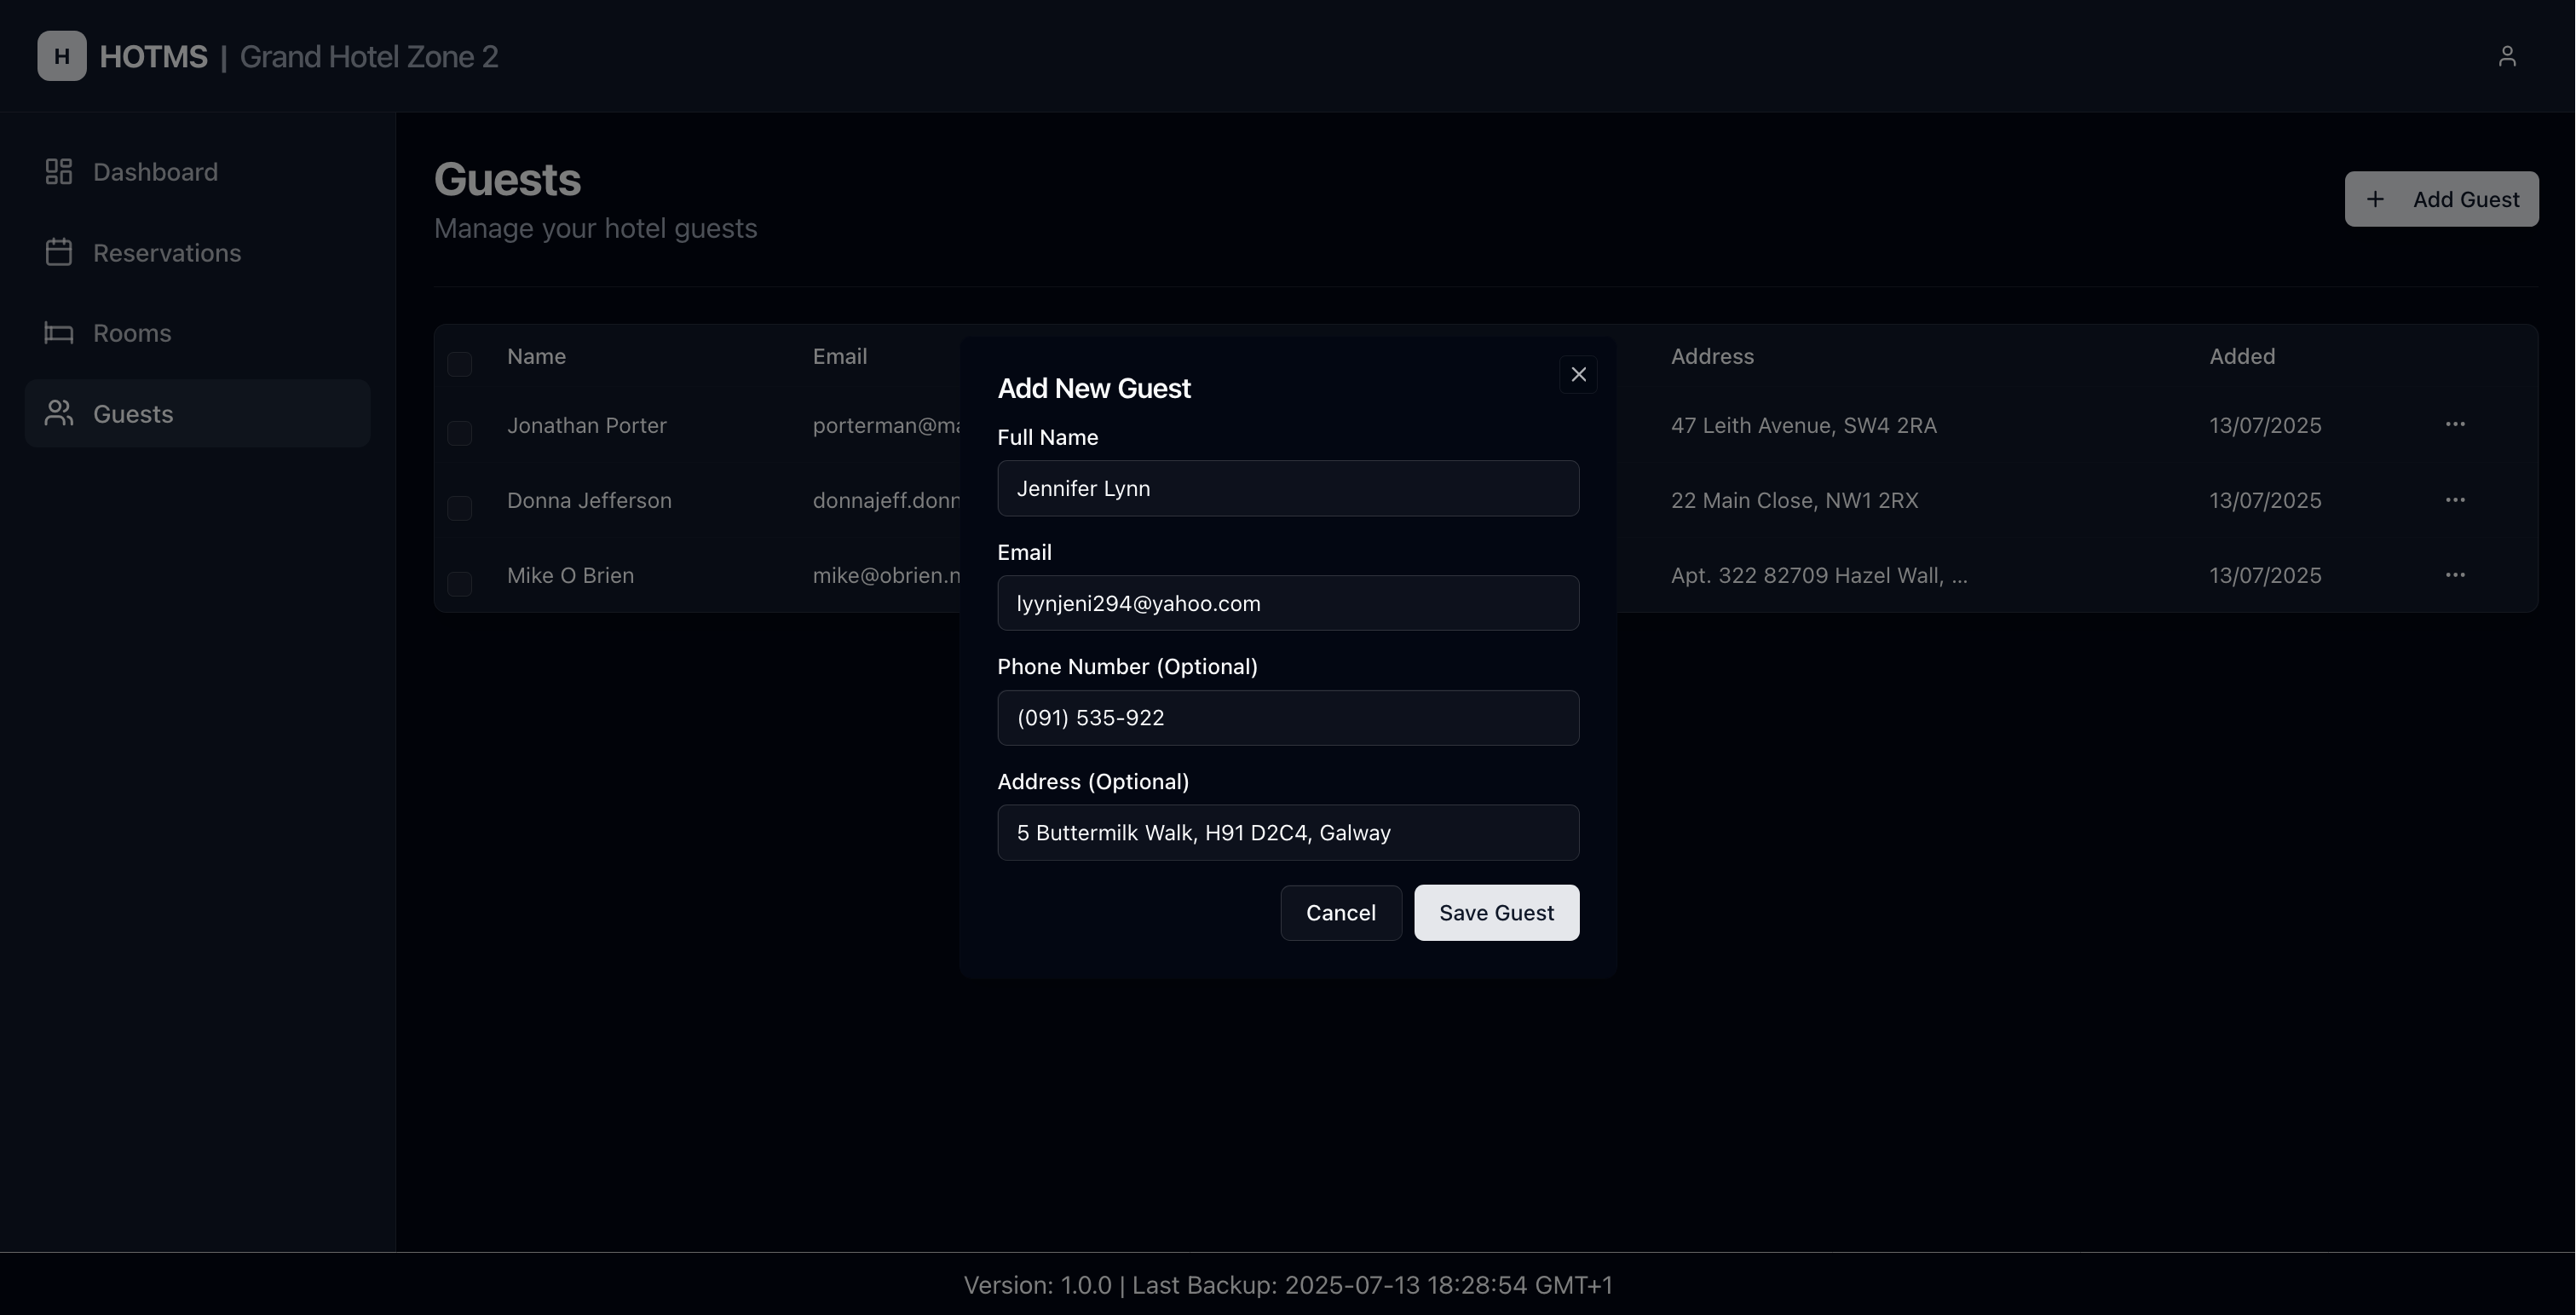 H HOTMS | Grand Hotel Zone 2
Dashboard
Reservations
Rooms
Guests
Guests
Manage your hotel guests
+ Add Guest
Name Email Address Added
Jonathan Porter porterman@ma 47 Leith Avenue, SW4 2RA 13/07/2025 ...
Donna Jefferson donnajeff.donn 22 Main Close, NW1 2RX 13/07/2025 ...
Mike O Brien mike@obrien.n Apt. 322 82709 Hazel Wall, ... 13/07/2025 ...
Add New Guest
Full Name
Jennifer Lynn
Email
lyynjeni294@yahoo.com
Phone Number (Optional)
(091) 535-922
Address (Optional)
5 Buttermilk Walk, H91 D2C4, Galway
Cancel Save Guest
Version: 1.0.0 | Last Backup: 2025-07-13 18:28:54 GMT+1